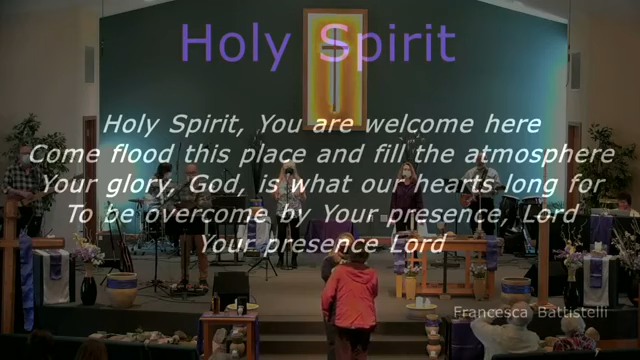 Holy Spirit
Holy Spirit, You are welcome here
Come flood this place and fill the atmosphere
Your glory, God, is what our hearts long for
To be overcome by Your presence, Lord
Your presence Lord
Francesca Battistelli